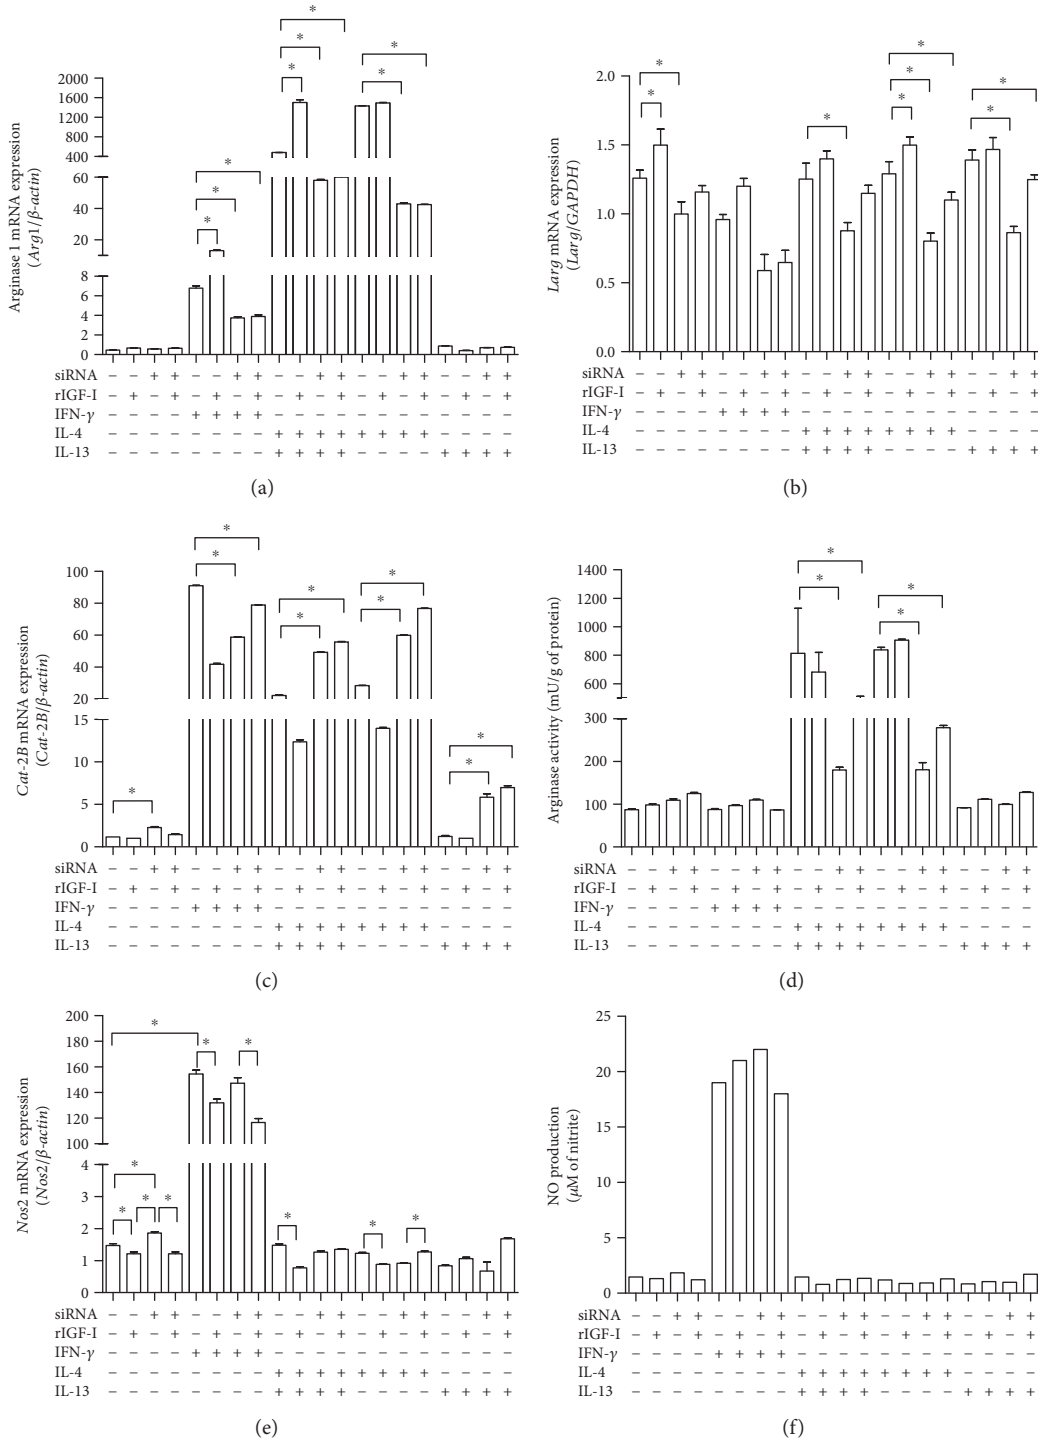 Arginase 1 mRNA expression
(Arg1/β-actin)
* * * * *
* * *
2000
1600
1200
800
400
60
40
20
8
6
4
2
0
siRNA − − + + − − + + − − + + − − + + − − + +
rIGF-I − + − + − + − + − + − + − + − + − + − +
IFN-γ − − − − + + + + − − − − − − − − − − − −
IL-4 − − − − − − − − + + + + + + + + − − − −
IL-13 − − − − − − − − + + + + − − − − + + + +
(a)
Larg mRNA expression
(Larg/GAPDH)
* * * * * * * *
2.0
1.5
1.0
0.5
0.0
siRNA − − + + − − + + − − + + − − + + − − + +
rIGF-I − + − + − + − + − + − + − + − + − + − +
IFN-γ − − − − + + + + − − − − − − − − − − − −
IL-4 − − − − − − − − + + + + + + + + − − − −
IL-13 − − − − − − − − + + + + − − − − + + + +
(b)
Cat-2B mRNA expression
(Cat-2B/β-actin)
* * * * * * * * *
100
80
60
40
20
15
10
5
0
siRNA − − + + − − + + − − + + − − + + − − + +
rIGF-I − + − + − + − + − + − + − + − + − + − +
IFN-γ − − − − + + + + − − − − − − − − − − − −
IL-4 − − − − − − − − + + + + + + + + − − − −
IL-13 − − − − − − − − + + + + − − − − + + + +
(c)
Arginase activity (mU/g of protein)
* * * *
1400
1200
1000
800
600
300
200
100
0
siRNA − − + + − − + + − − + + − − + + − − + +
rIGF-I − + − + − + − + − + − + − + − + − + − +
IFN-γ − − − − + + + + − − − − − − − − − − − −
IL-4 − − − − − − − − + + + + + + + + − − − −
IL-13 − − − − − − − − + + + + − − − − + + + +
(d)
Nos2 mRNA expression
(Nos2/β-actin)
* * *
* * * * * * *
200
180
160
140
120
100
4
3
2
1
0
siRNA − − + + − − + + − − + + − − + + − − + +
rIGF-I − + − + − + − + − + − + − + − + − + − +
IFN-γ − − − − + + + + − − − − − − − − − − − −
IL-4 − − − − − − − − + + + + + + + + − − − −
IL-13 − − − − − − − − + + + + − − − − + + + +
(e)
NO production
(μM of nitrite)
25
20
15
10
5
0
siRNA − − + + − − + + − − + + − − + + − − + +
rIGF-I − + − + − + − + − + − + − + − + − + − +
IFN-γ − − − − + + + + − − − − − − − − − − − −
IL-4 − − − − − − − − + + + + + + + + − − − −
IL-13 − − − − − − − − + + + + − − − − + + + +
(f)